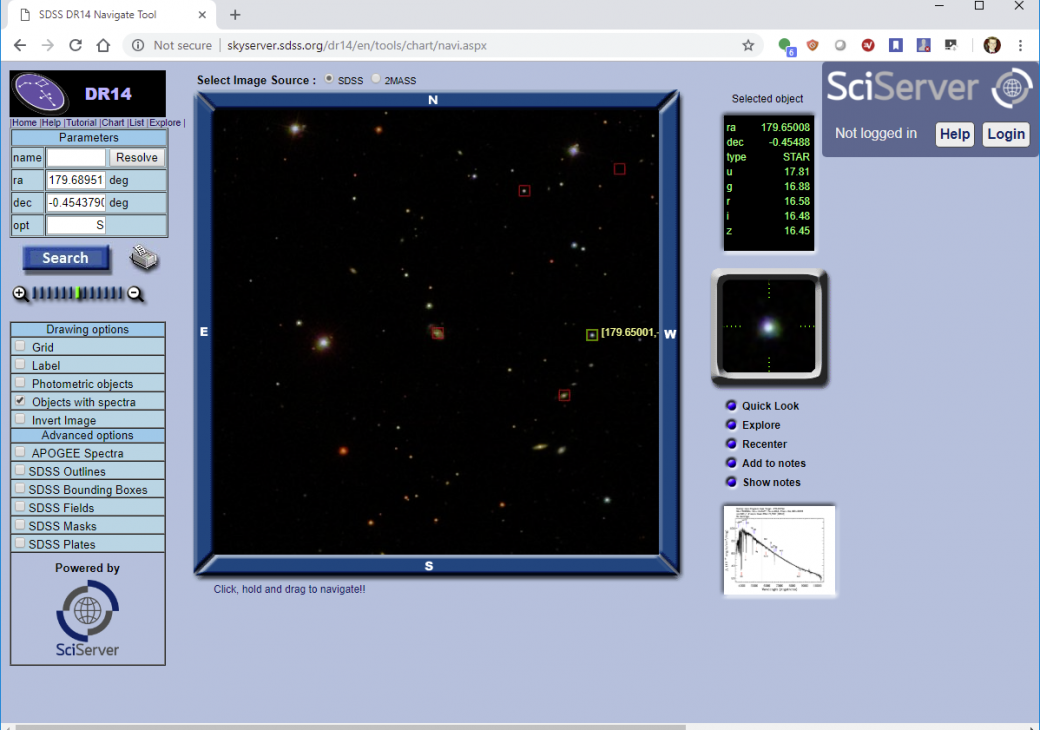 SDSS DR14 Navigate Tool
Not secure | skyserver.sdss.org/dr14/en/tools/chart/navi.aspx
6
DR14
|Home |Help |Tutorial |Chart |List |Explore |
Parameters
name Resolve
ra 179.68951 deg
dec -0.4543790 deg
opt S
Search
Drawing options
Grid
Label
Photometric objects
Objects with spectra
Invert Image
Advanced options
APOGEE Spectra
SDSS Outlines
SDSS Bounding Boxes
SDSS Fields
SDSS Masks
SDSS Plates
Powered by
SciServer
Select Image Source : SDSS 2MASS
N
E
[179.65001,-
W
S
Click, hold and drag to navigate!!
Selected object
ra 179.65008
dec -0.45488
type STAR
u 17.81
g 16.88
r 16.58
i 16.48
z 16.45
Quick Look
Explore
Recenter
Add to notes
Show notes
SciServer
Not logged in Help Login